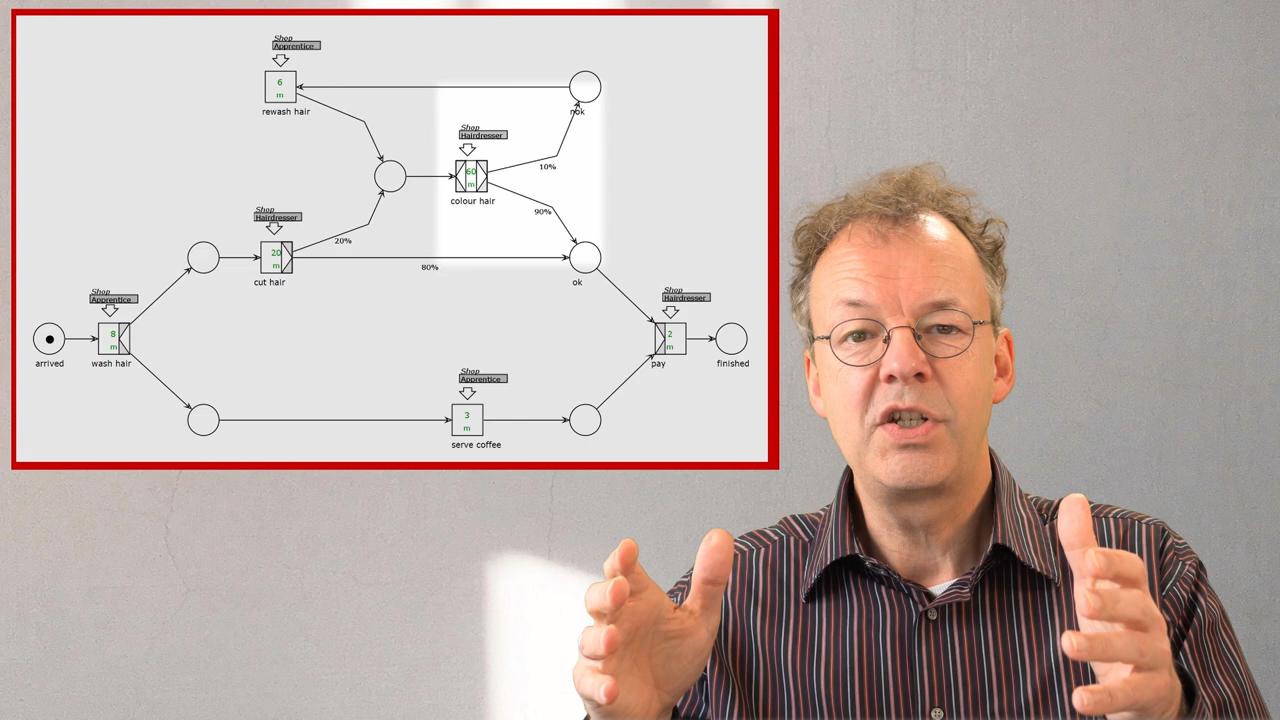 Shop
Apprentice
6
m
rewash hair
nok
Shop
Hairdresser
60
m
10%
colour hair
90%
Shop
Hairdresser
20%
20
m
80%
cut hair
ok
Shop
Apprentice
Shop
Hairdresser
8
m
2
m
arrived
wash hair
pay
finished
Shop
Apprentice
3
m
serve coffee